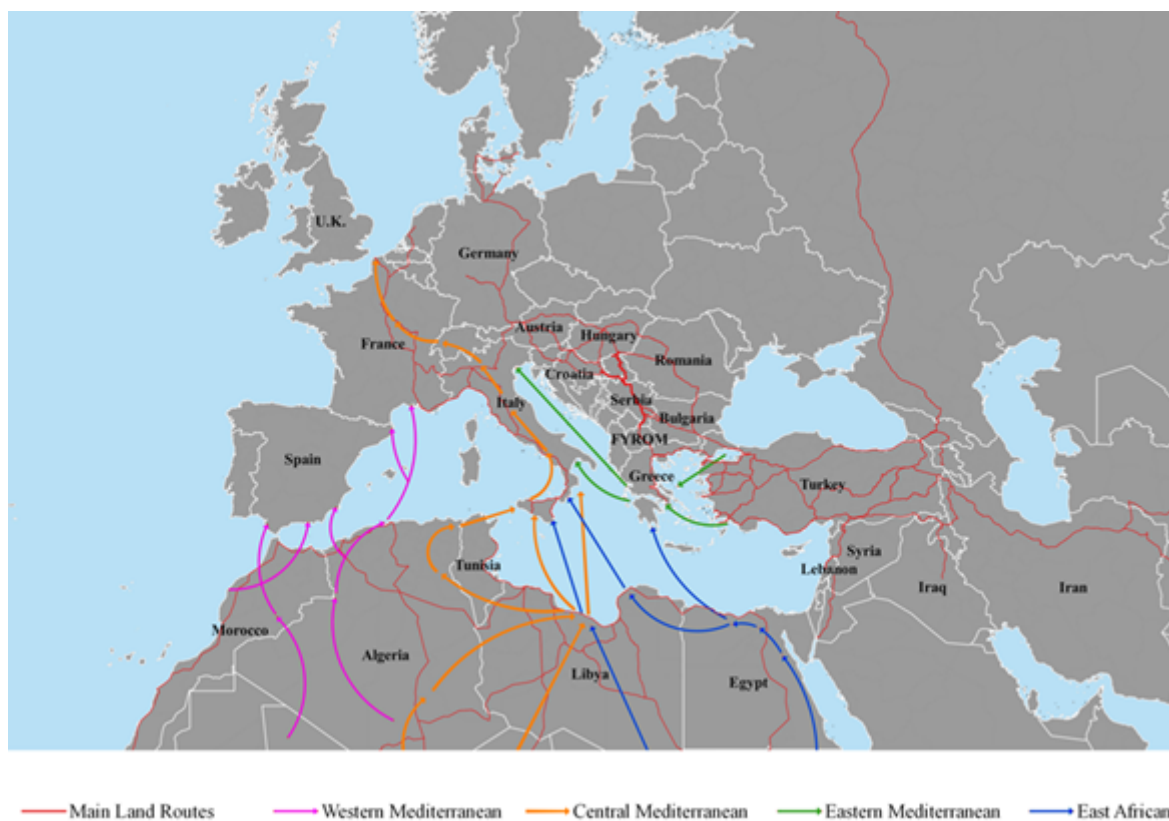 U.K.
Germany
Austria
Hungary
France
Romania
Croatia
Italy
Serbia
Bulgaria
FYROM
Spain
Greece
Turkey
Syria
Tunisia
Lebanon
Iraq
Iran
Morocco
Algeria
Libya
Egypt
Main Land Routes Western Mediterranean Central Mediterranean Eastern Mediterranean East African